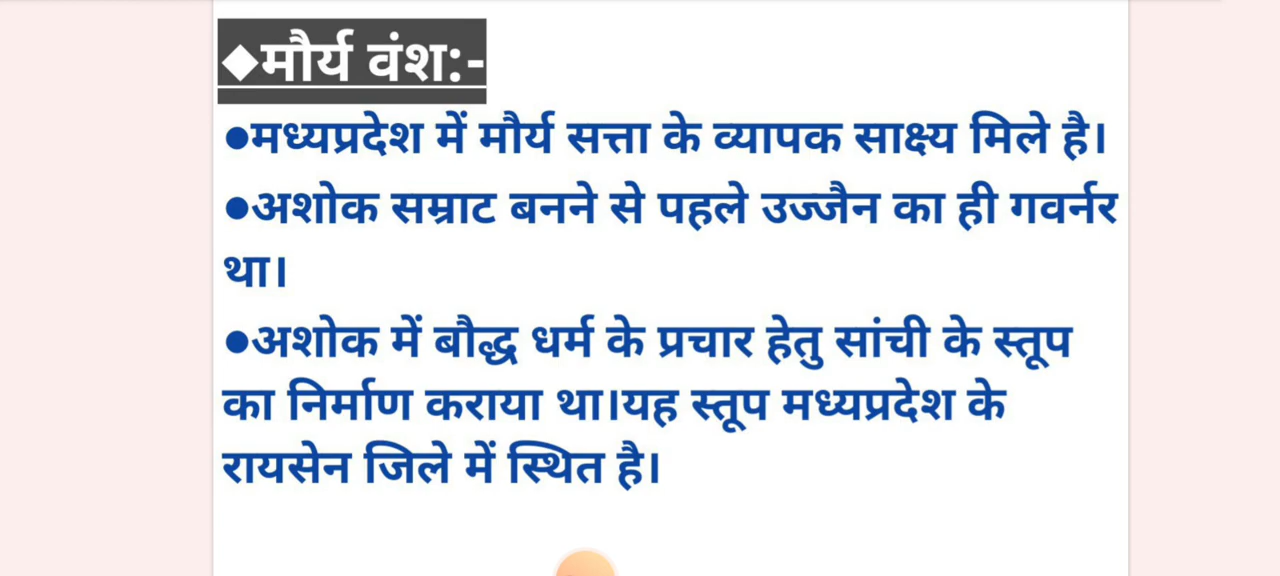 ◆मौर्य वंश:-
●मध्यप्रदेश में मौर्य सत्ता के व्यापक साक्ष्य मिले है।
●अशोक सम्राट बनने से पहले उज्जैन का ही गवर्नर
था।
●अशोक में बौद्ध धर्म के प्रचार हेतु सांची के स्तूप
का निर्माण कराया था।यह स्तूप मध्यप्रदेश के
रायसेन जिले में स्थित है।